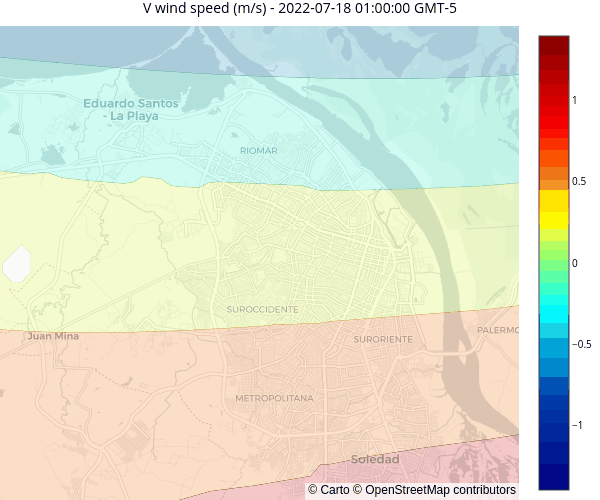 V wind speed (m/s) - 2022-07-18 01:00:00 GMT-5
Eduardo Santos
- La Playa
RIOMAR
SUROCCIDENTE
PALERMO
Juan Mina
SURORIENTE
METROPOLITANA
Soledad
© Carto © OpenStreetMap contributors
1
0.5
0
−0.5
−1